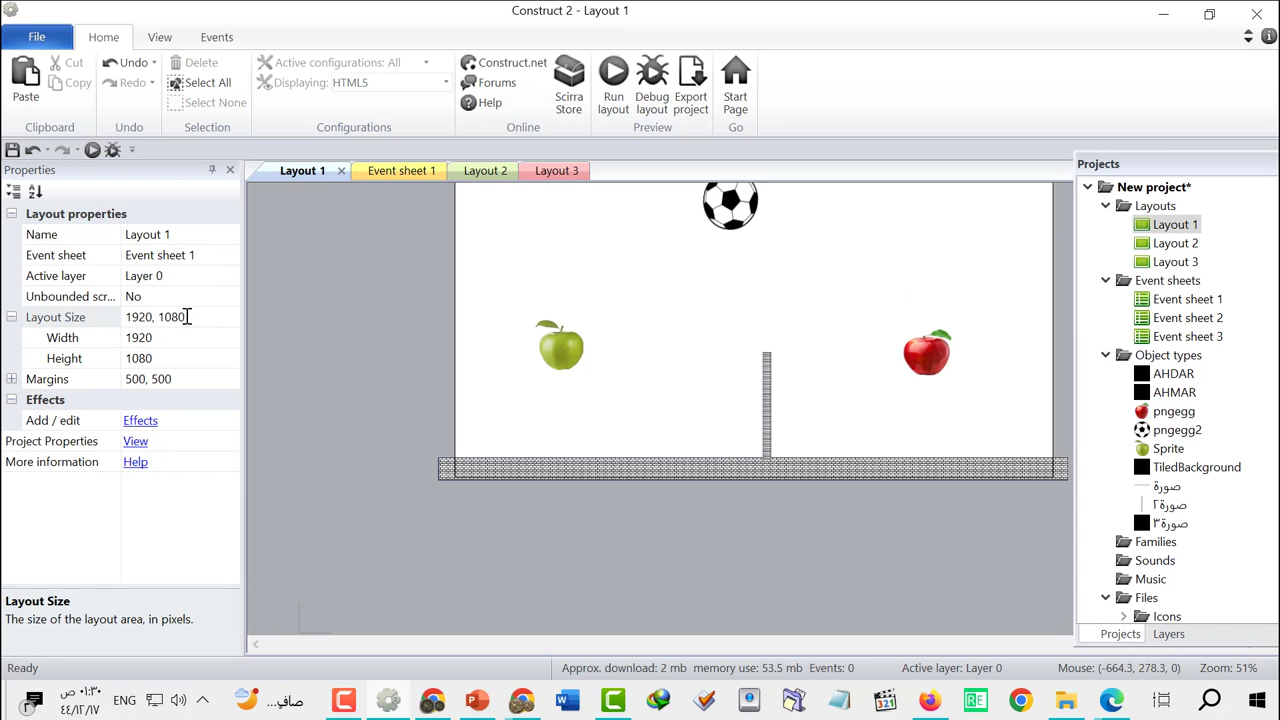 Construct 2 - Layout 1
File
Home
View
Events
Paste
Cut
Copy
Clipboard
Undo
Redo
Undo
Delete
Select All
Select None
Selection
Active configurations: All
Displaying: HTML5
Configurations
Construct.net
Forums
Help
Scirra
Store
Online
Run
layout
Debug
layout
Export
project
Preview
Start
Page
Go
Properties
Layout 1
Event sheet 1
Layout 2
Layout 3
Layout properties
Name Layout 1
Event sheet Event sheet 1
Active layer Layer 0
Unbounded scr... No
Layout Size 1920, 1080
Width 1920
Height 1080
Margins 500, 500
Effects
Add / edit Effects
Project Properties View
More information Help
Layout Size
The size of the layout area, in pixels.
Projects
New project*
Layouts
Layout 1
Layout 2
Layout 3
Event sheets
Event sheet 1
Event sheet 2
Event sheet 3
Object types
AHDAR
AHMAR
pngegg
pngegg2
Sprite
TiledBackground
صورة
صورة٢
صورة٣
Families
Sounds
Music
Files
Icons
Projects
Layers
Ready
Approx. download: 2 mb memory use: 53.5 mb Events: 0
Active layer: Layer 0
Mouse: (-664.3, 278.3, 0)
Zoom: 51%
٠١:٣٠ ص
٤٤/١٢/١٧
ENG
صاف
321
RE